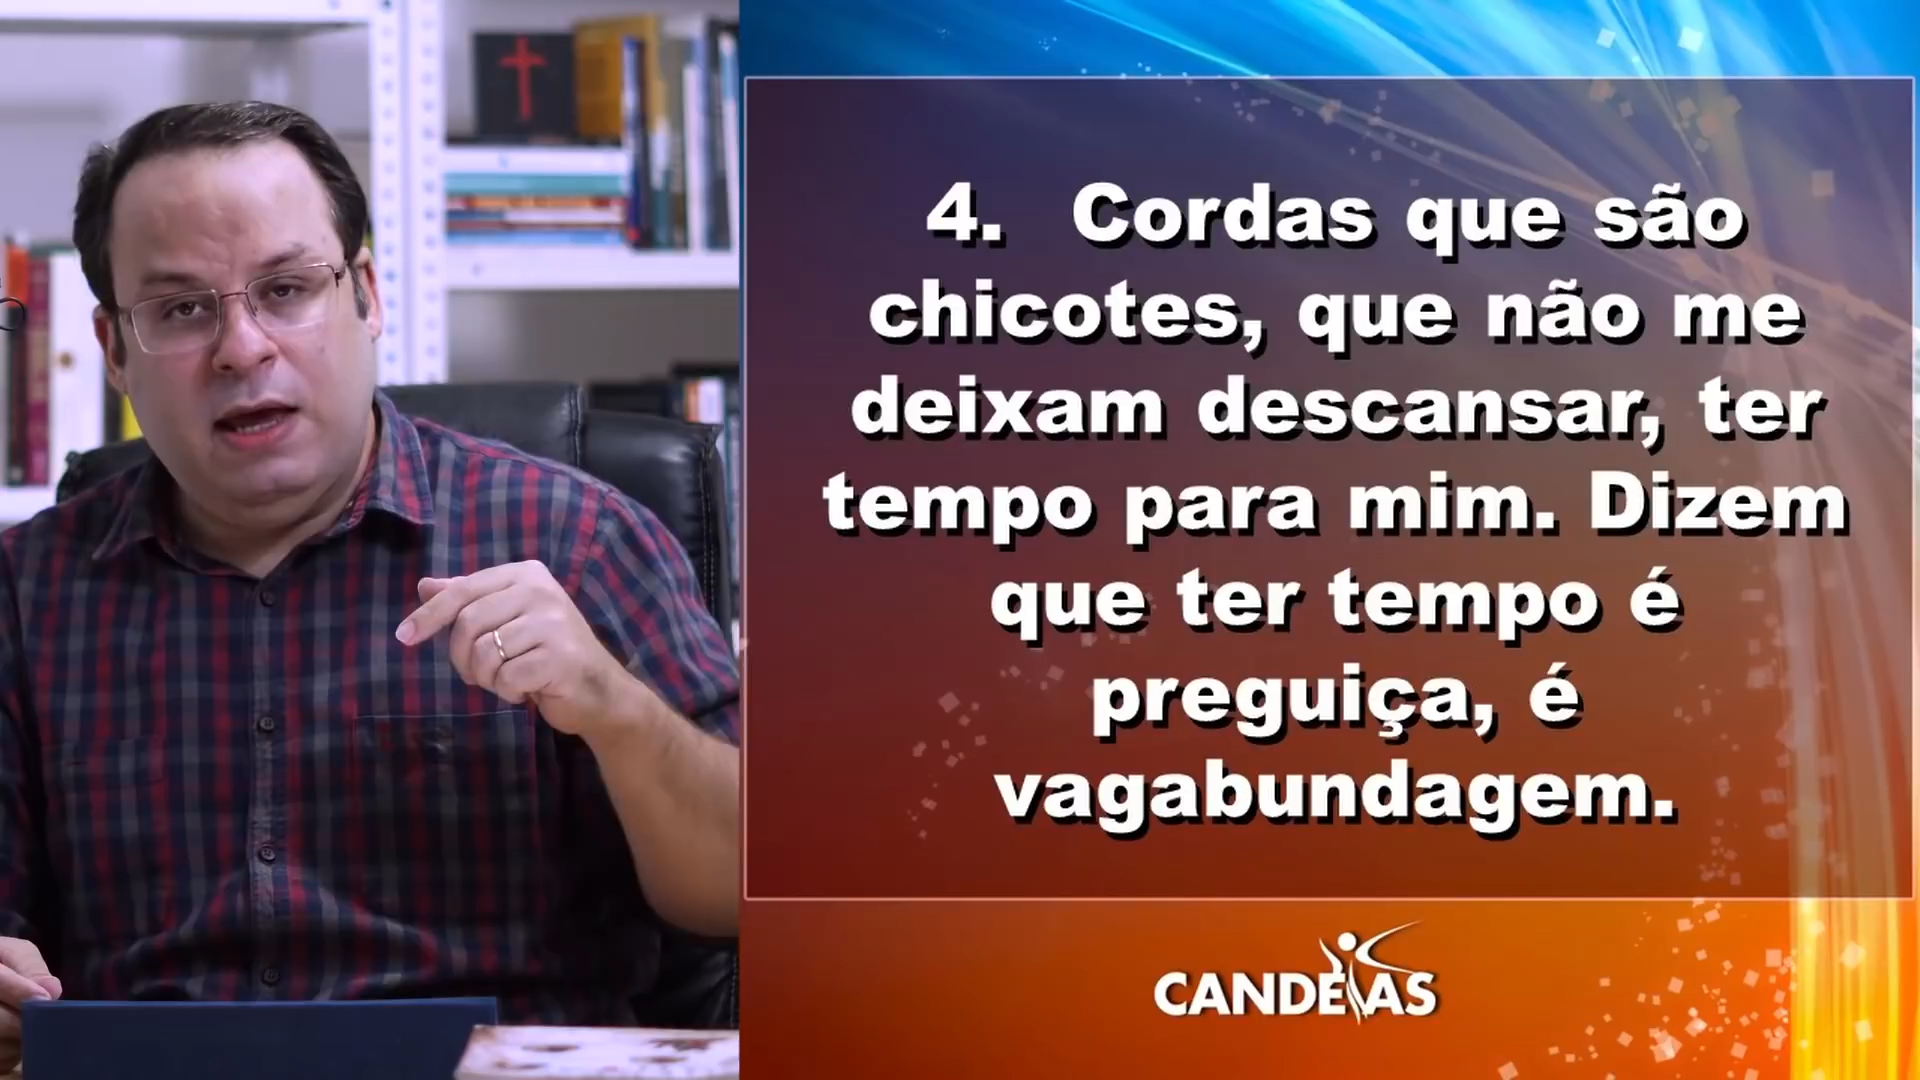 4. Cordas que são
chicotes, que não me
deixam descansar, ter
tempo para mim. Dizem
que ter tempo é
preguiça, é
vagabundagem.
CANDEIAS